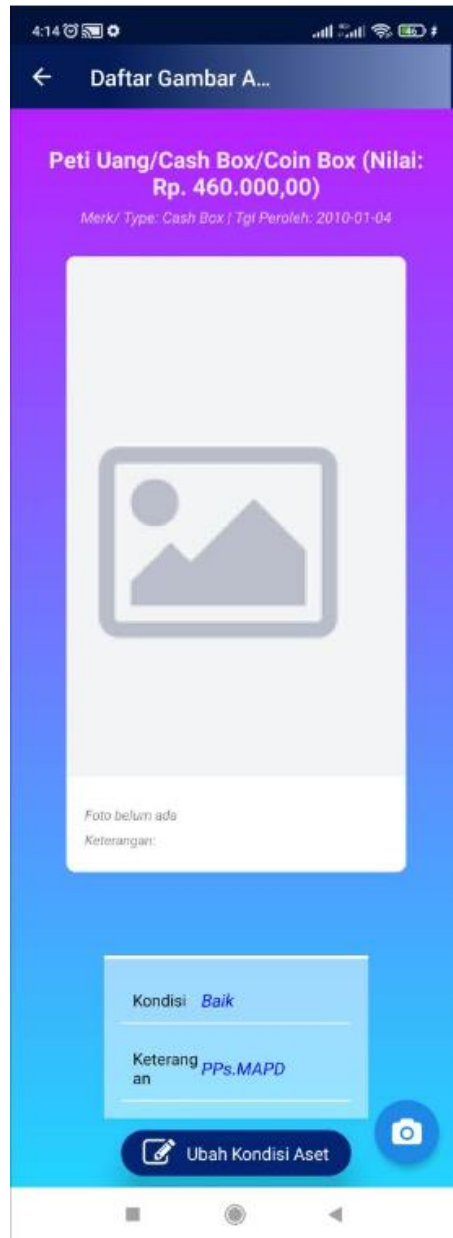 4:14
46
Daftar Gambar A...
Peti Uang/Cash Box/Coin Box (Nilai:
Rp. 460.000,00)
Merk/ Type: Cash Box | Tgl Peroleh: 2010-01-04
Foto belum ada
Keterangan:
Kondisi Baik
Keterang
an PPs.MAPD
Ubah Kondisi Aset